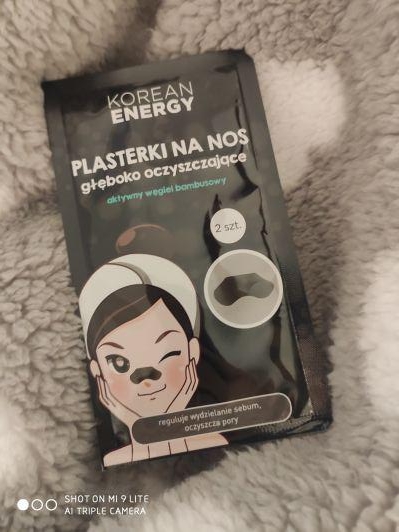 KOREAN
ENERGY
PLASTERKI NA NOS
głęboko oczyszczające
aktywny węgiel bambusowy
2 szt.
reguluje wydzielanie sebum,
oczyszcza pory
SHOT ON MI 9 LITE
AI TRIPLE CAMERA